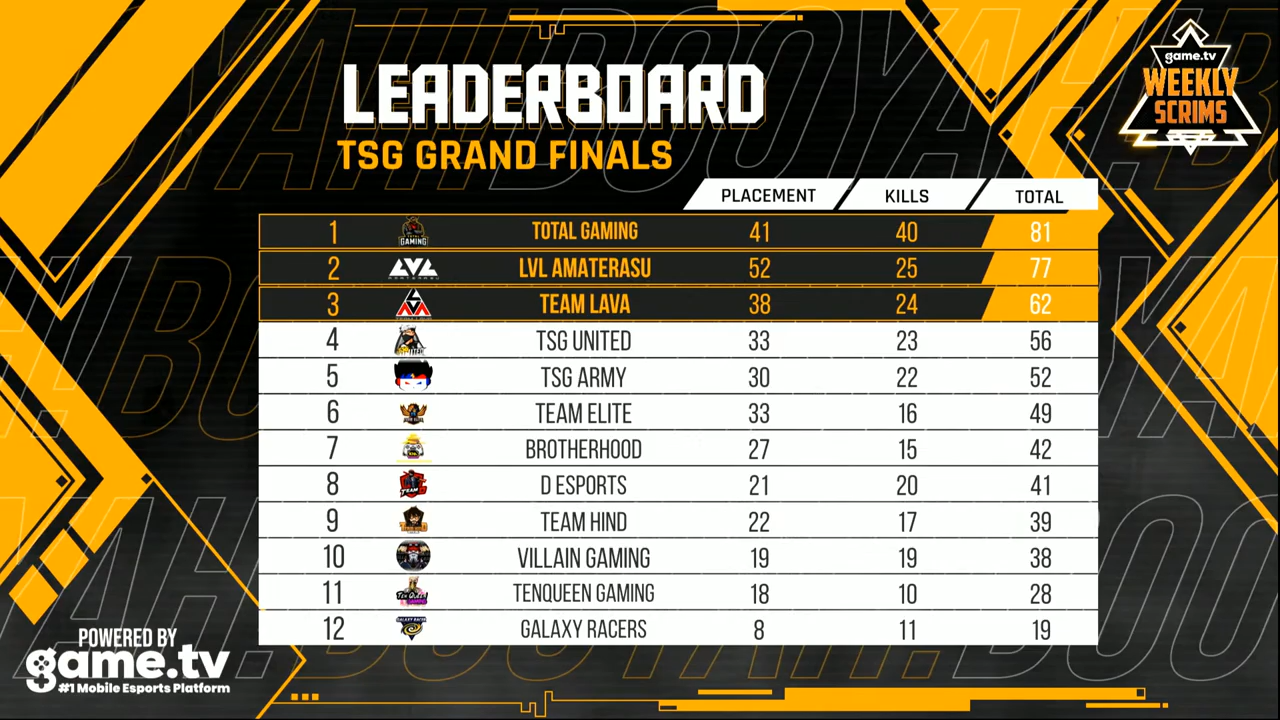 game.tv
WEEKLY
SCRIMS
LEADERBOARD
TSG GRAND FINALS
PLACEMENT KILLS TOTAL
1 TOTAL GAMING 41 40 81
2 LVL LVL AMATERASU 52 25 77
3 TEAM LAVA 38 24 62
4 TSG UNITED 33 23 56
5 TSG ARMY 30 22 52
6 TEAM ELITE 33 16 49
7 BROTHERHOOD 27 15 42
8 D ESPORTS 21 20 41
9 TEAM HIND 22 17 39
10 VILLAIN GAMING 19 19 38
11 TENQUEEN GAMING 18 10 28
12 GALAXY RACERS 8 11 19
POWERED BY
game.tv
#1 Mobile Esports Platform